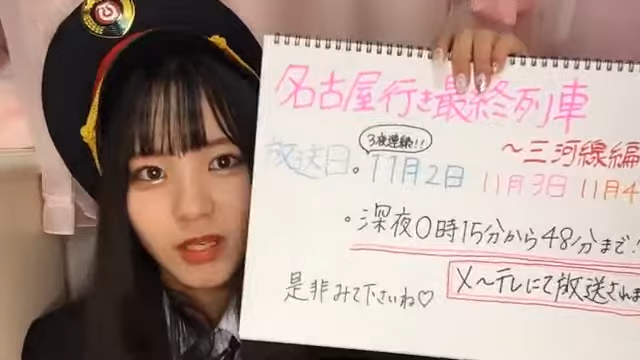 名古屋行き最終列車
〜三河線編
3夜連続!!
放送日。11月2日 11月3日 11月4
。深夜0時15分から48分まで!
メ〜テレにて放送されま
是非みて下さいね♡